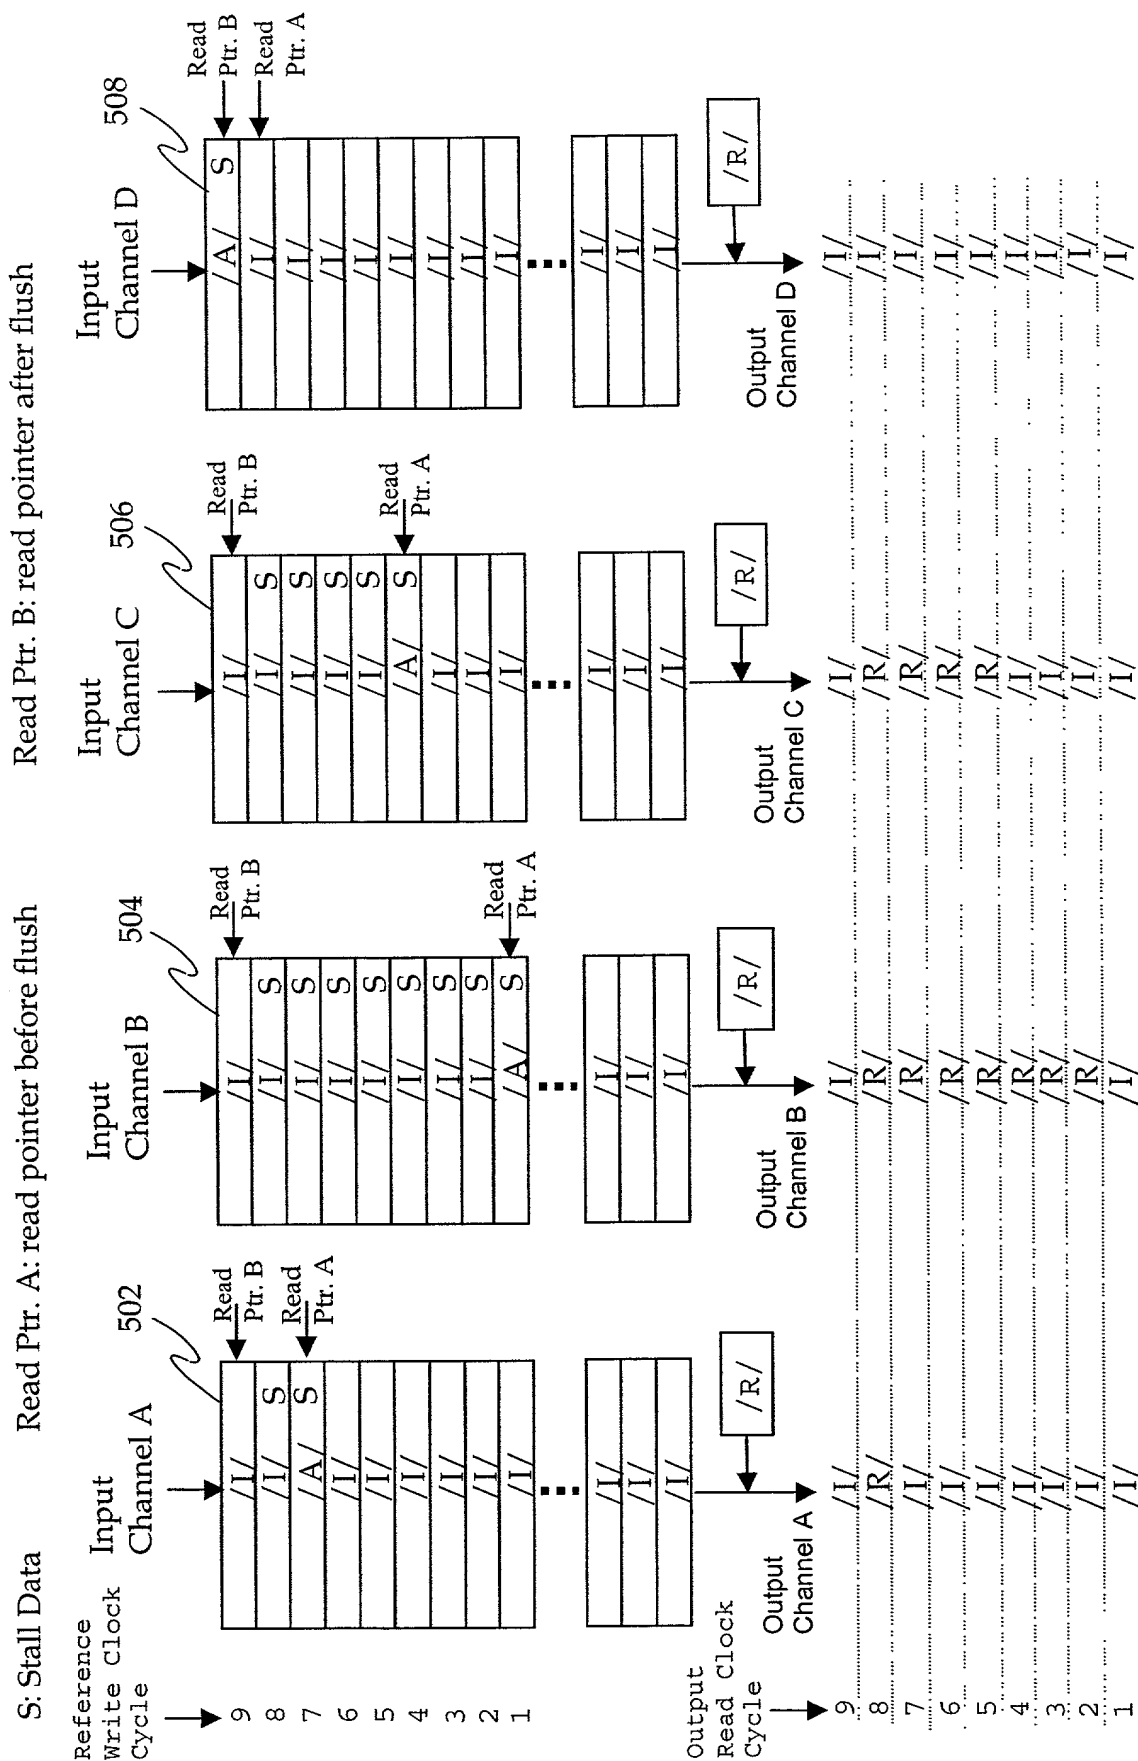 S: Stall Data Read Ptr. A: read pointer before flush Read Ptr. B: read pointer after flush
Reference
Write Clock
Cycle
Input
Channel A
502
Input
Channel B
504
Input
Channel C
506
Input
Channel D
508
9 /I/ /I/ /I/ /A/ S
8 /I/ S /I/ S /I/ S /I/
7 /A/ S /I/ S /I/ S /I/
6 /I/ /I/ S /I/ S /I/
5 /I/ /I/ S /I/ S /I/
4 /I/ /I/ S /A/ S /I/
3 /I/ /I/ S /I/ /I/
2 /I/ /I/ S /I/ /I/
1 /I/ /A/ S /I/ /I/
Read
Ptr. B
Read
Ptr. A
Read
Ptr. B
Read
Ptr. A
Read
Ptr. B
Read
Ptr. A
Read
Ptr. B
Read
Ptr. A
/I/ /I/ /I/ /I/
/I/ /I/ /I/ /I/
/I/ /I/ /I/ /I/
Output
Read Clock
Cycle
Output
Channel A
/R/
Output
Channel B
/R/
Output
Channel C
/R/
Output
Channel D
/R/
9 /I/ /I/ /I/ /I/
8 /R/ /R/ /R/ /I/
7 /I/ /R/ /R/ /I/
6 /I/ /R/ /R/ /I/
5 /I/ /R/ /R/ /I/
4 /I/ /R/ /I/ /I/
3 /I/ /R/ /I/ /I/
2 /I/ /R/ /I/ /I/
1 /I/ /I/ /I/ /I/